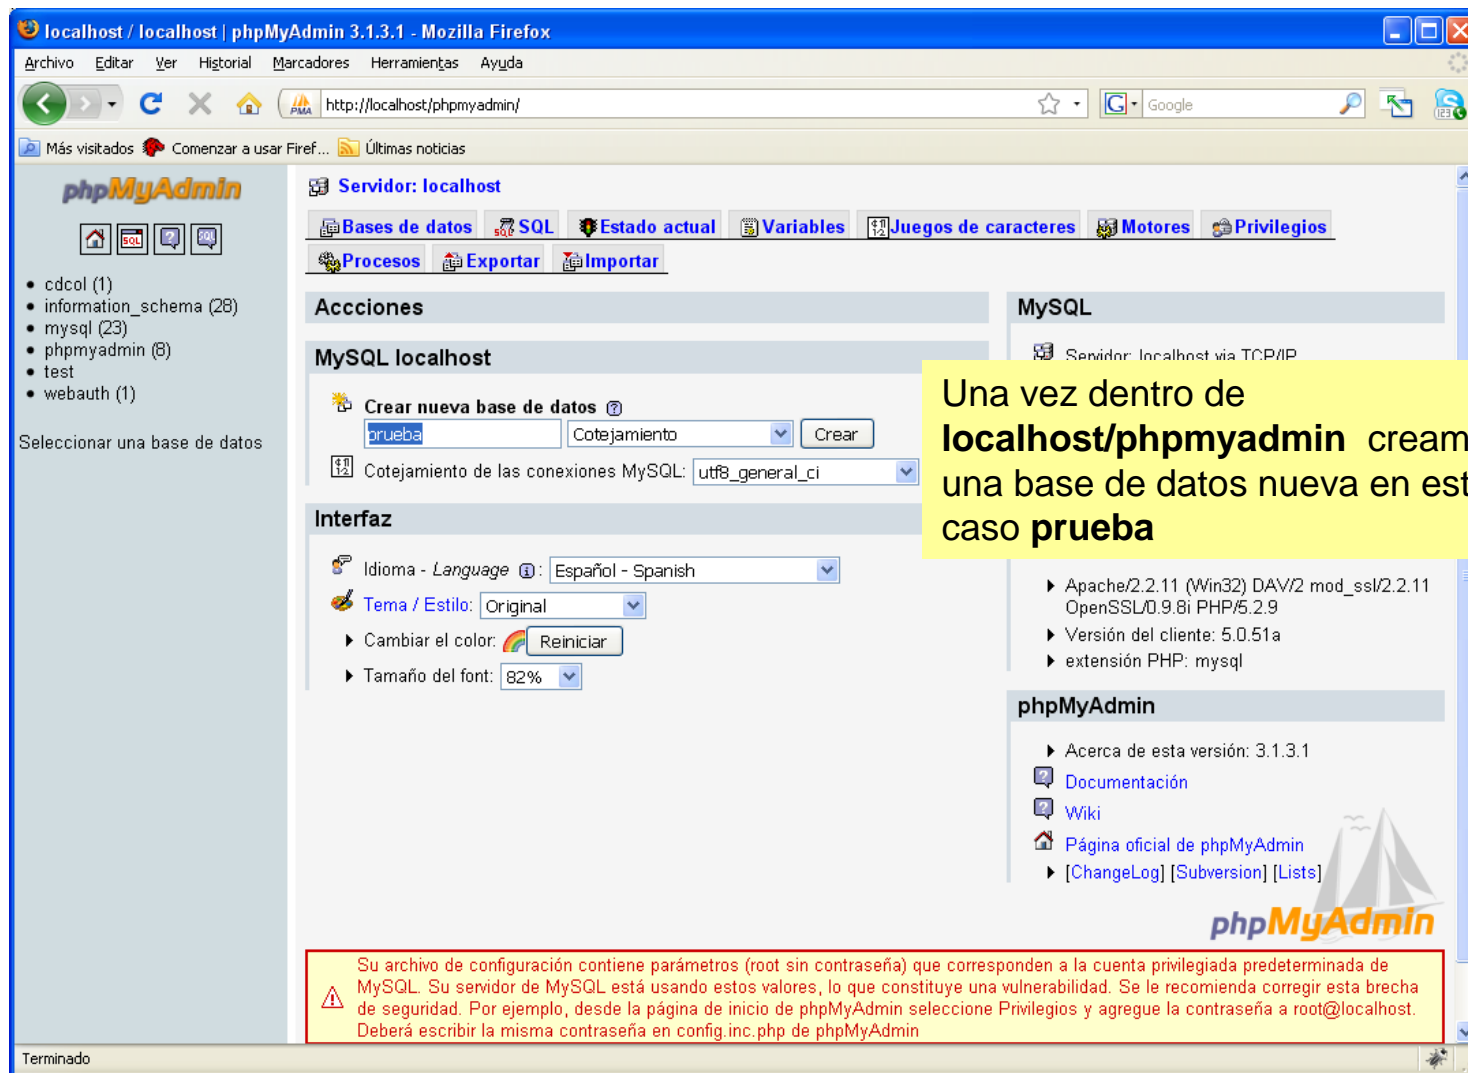 localhost / localhost | phpMyAdmin 3.1.3.1 - Mozilla Firefox
Archivo Editar Ver Historial Marcadores Herramientas Ayuda
PMA http://localhost/phpmyadmin/ G Google
Más visitados Comenzar a usar Firef... Últimas noticias
phpMyAdmin
SQL
cdcol (1)
information_schema (28)
mysql (23)
phpmyadmin (8)
test
webauth (1)
Seleccionar una base de datos
Servidor: localhost
Bases de datos SQL Estado actual Variables Juegos de caracteres Motores Privilegios
Procesos Exportar Importar
Accciones
MySQL localhost
Crear nueva base de datos
prueba Cotejamiento Crear
Cotejamiento de las conexiones MySQL: utf8_general_ci
Interfaz
Idioma - Language : Español - Spanish
Tema / Estilo: Original
Cambiar el color: Reiniciar
Tamaño del font: 82%
MySQL
Servidor: localhost via TCP/IP
Una vez dentro de
localhost/phpmyadmin cream
una base de datos nueva en est
caso prueba
Apache/2.2.11 (Win32) DAV/2 mod_ssl/2.2.11
OpenSSL/0.9.8i PHP/5.2.9
Versión del cliente: 5.0.51a
extensión PHP: mysql
phpMyAdmin
Acerca de esta versión: 3.1.3.1
Documentación
Wiki
Página oficial de phpMyAdmin
[ChangeLog] [Subversion] [Lists]
phpMyAdmin
Su archivo de configuración contiene parámetros (root sin contraseña) que corresponden a la cuenta privilegiada predeterminada de
MySQL. Su servidor de MySQL está usando estos valores, lo que constituye una vulnerabilidad. Se le recomienda corregir esta brecha
de seguridad. Por ejemplo, desde la página de inicio de phpMyAdmin seleccione Privilegios y agregue la contraseña a root@localhost.
Deberá escribir la misma contraseña en config.inc.php de phpMyAdmin
Terminado